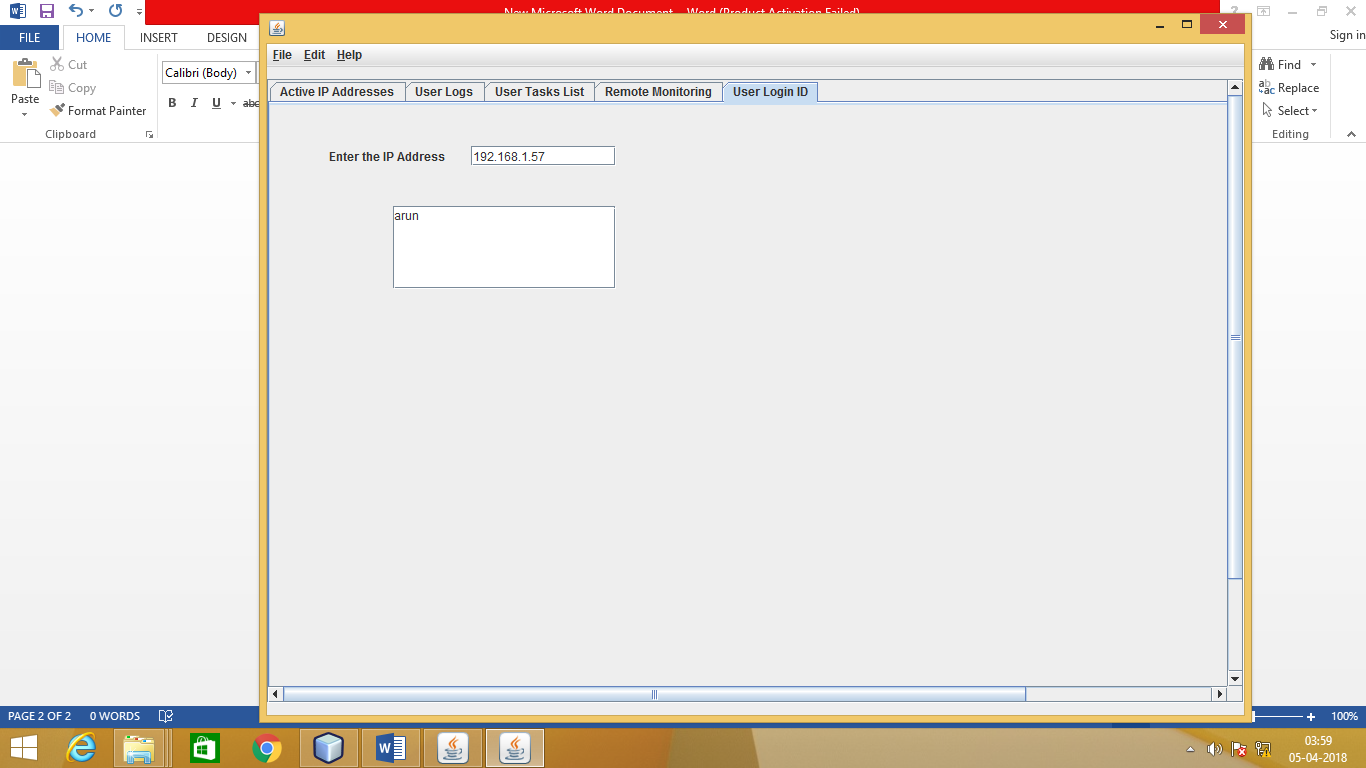 New Microsoft Word Document - Word (Product Activation Failed)
FILE HOME INSERT DESIGN
Sign in
File Edit Help
Cut
Copy
Format Painter
Paste
Clipboard
Calibri (Body)
B I U abc
Find
Replace
Select
Editing
Active IP Addresses User Logs User Tasks List Remote Monitoring User Login ID
Enter the IP Address 192.168.1.57
arun
PAGE 2 OF 2 0 WORDS
100%
03:59
05-04-2018